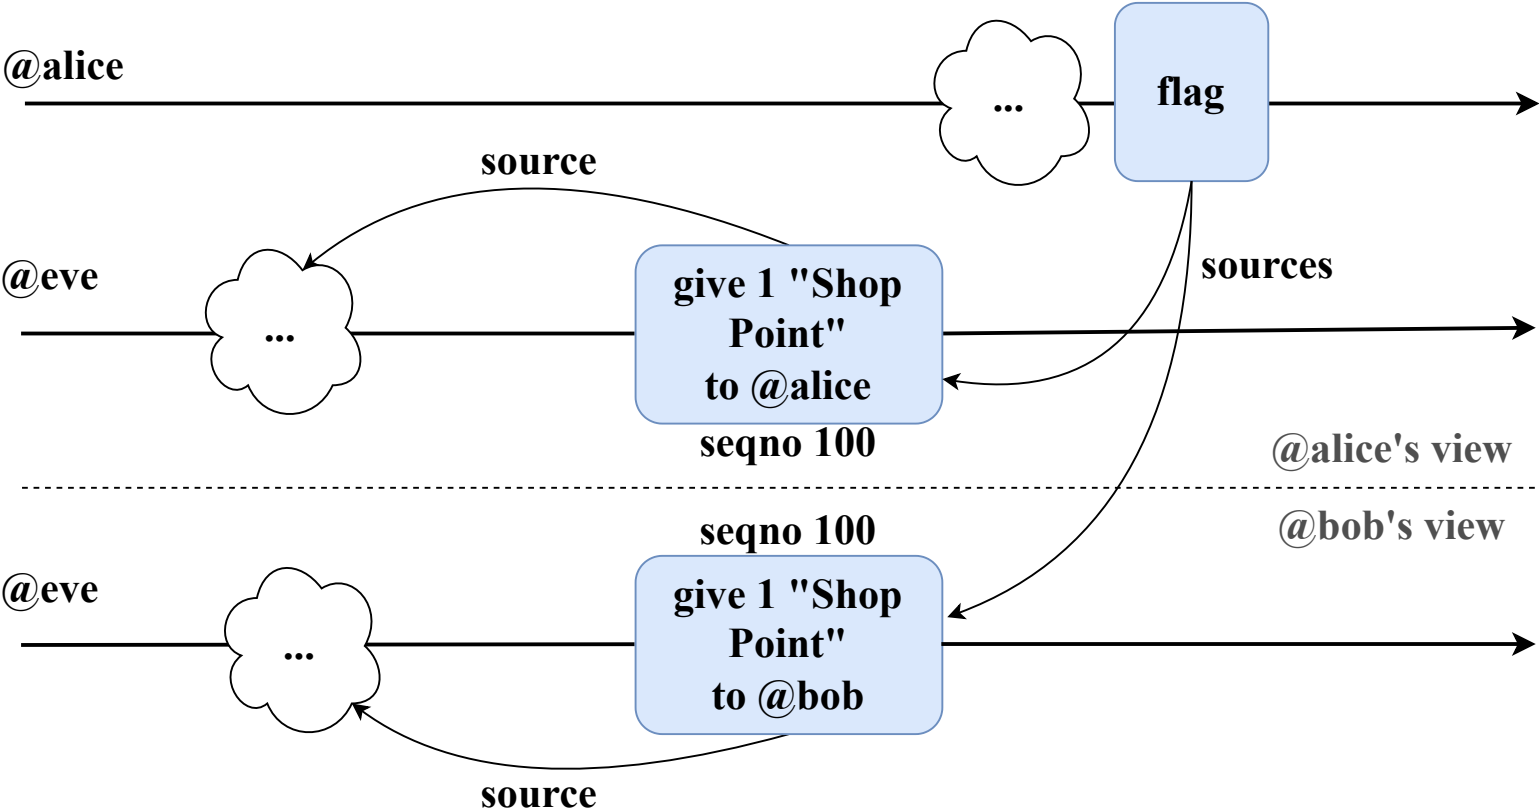 @alice
...
flag
source
@eve
...
give 1 "Shop
Point"
to @alice
sources
seqno 100
@alice's view
@bob's view
seqno 100
@eve
...
give 1 "Shop
Point"
to @bob
source